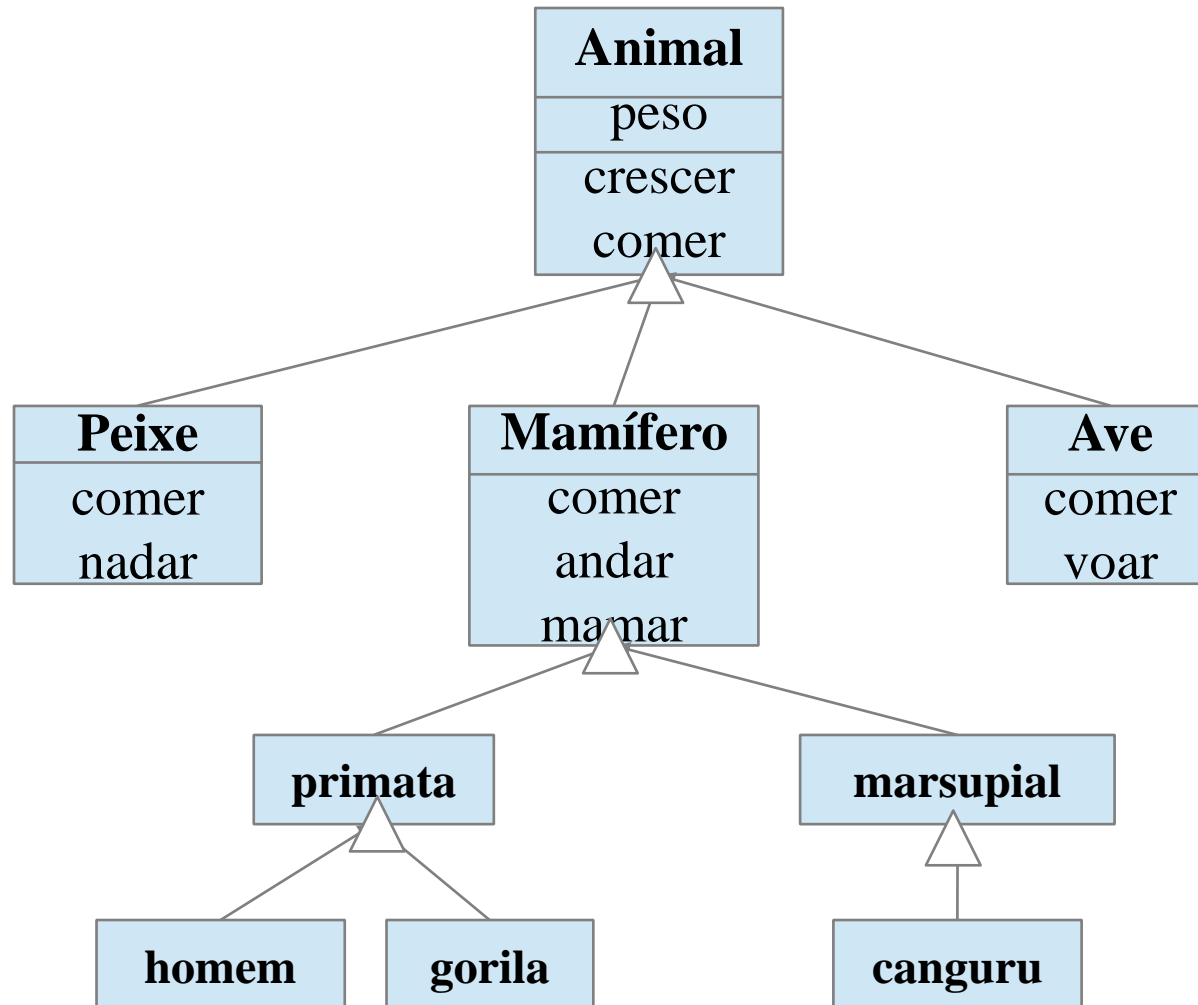 Animal
peso
crescer
comer
Peixe
comer
nadar
Mamífero
comer
andar
mamar
Ave
comer
voar
primata
marsupial
homem
gorila
canguru